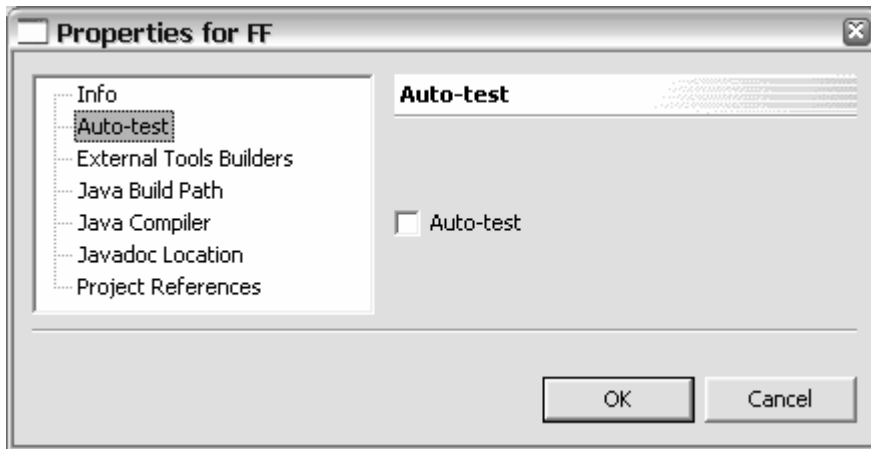 Properties for FF
Info
Auto-test
External Tools Builders
Java Build Path
Java Compiler
Javadoc Location
Project References
Auto-test
Auto-test
OK
Cancel